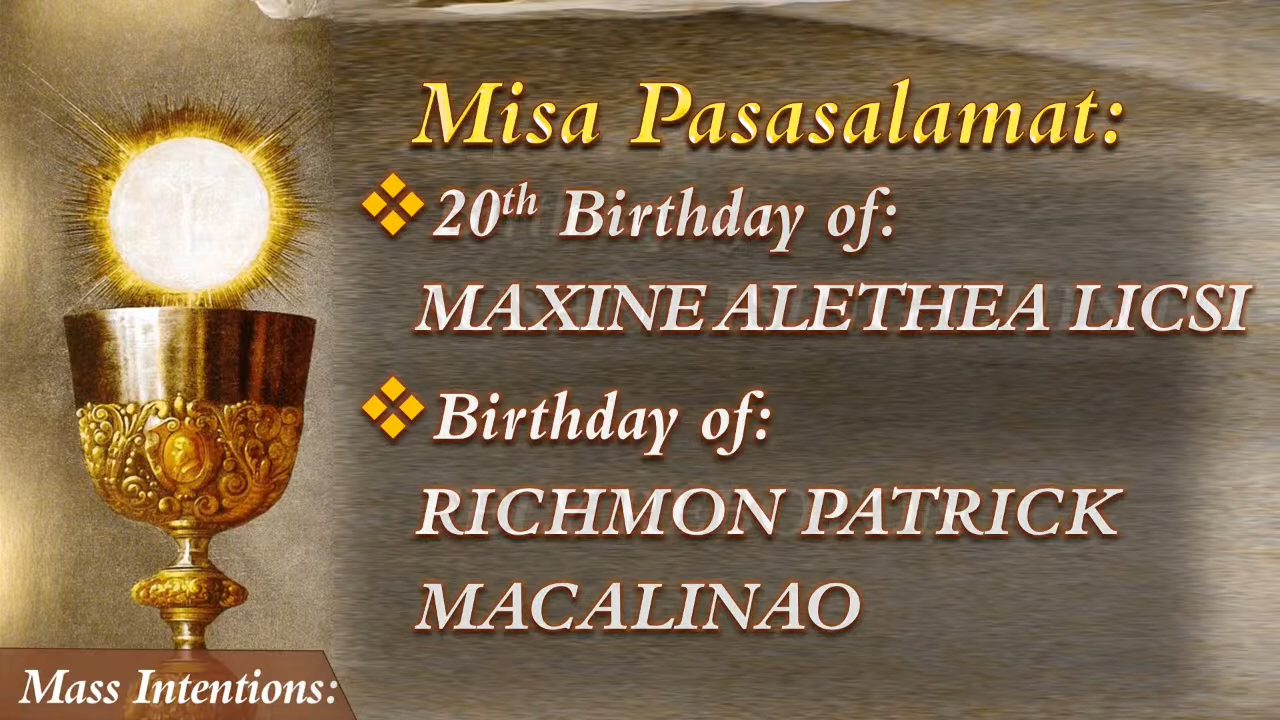 Misa Pasasalamat:
20th Birthday of:
MAXINE ALETHEA LICSI
Birthday of:
RICHMON PATRICK
MACALINAO
Mass Intentions: